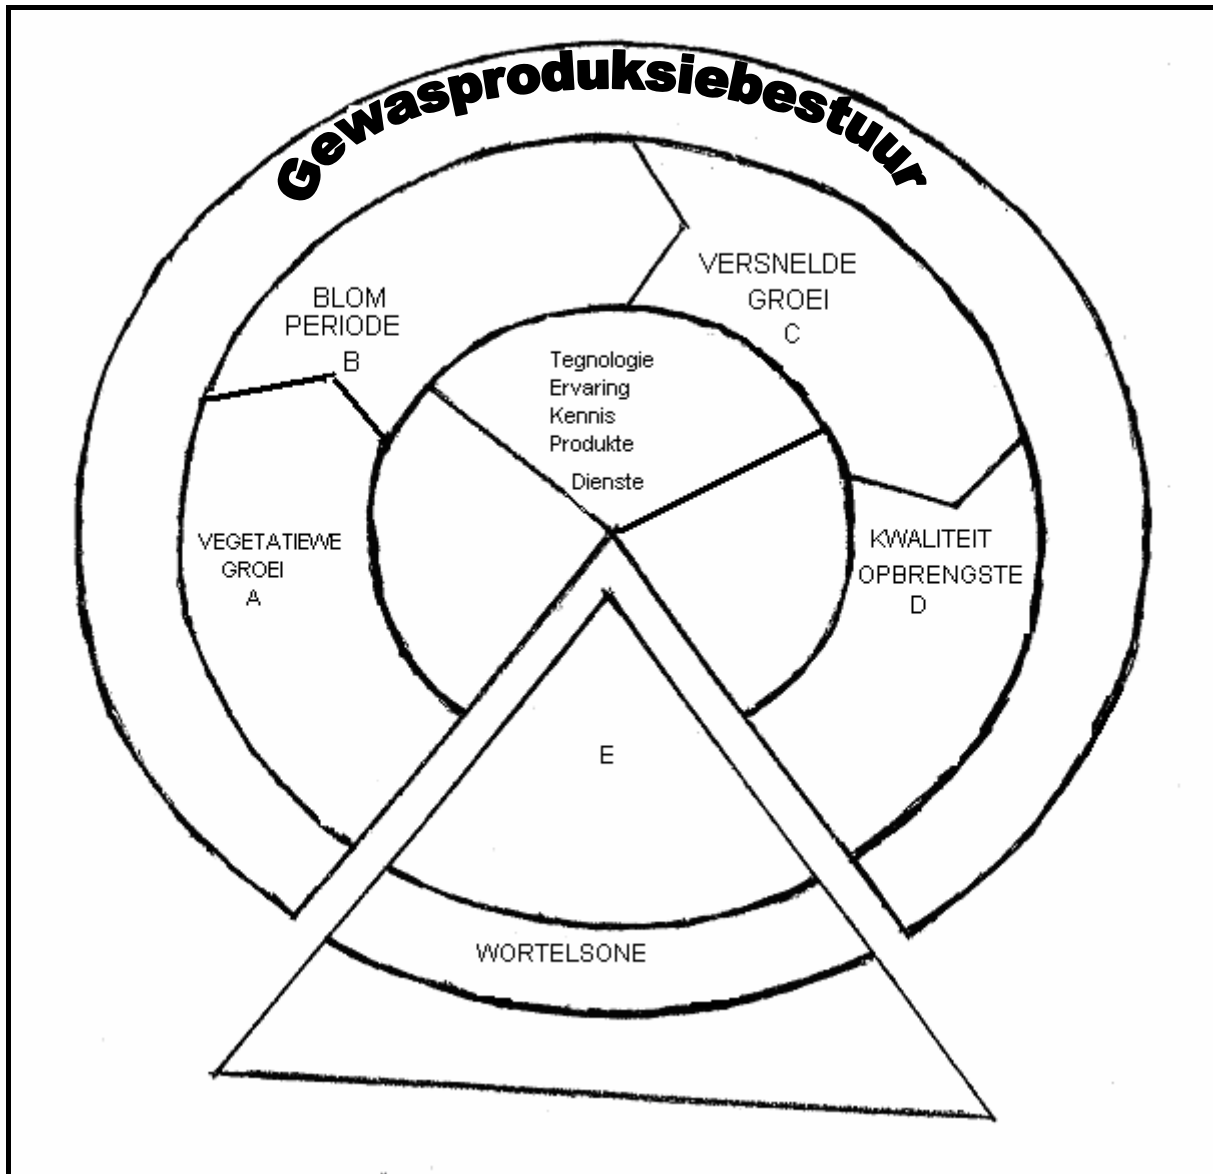 Gewasproduksiebestuur
BLOM
PERIODE
B
VERSNELDE
GROEI
C
Tegnologie
Ervaring
Kennis
Produkte
Dienste
VEGETATIEWE
GROEI
A
KWALITEIT
OPBRENGSTE
D
E
WORTELSONE